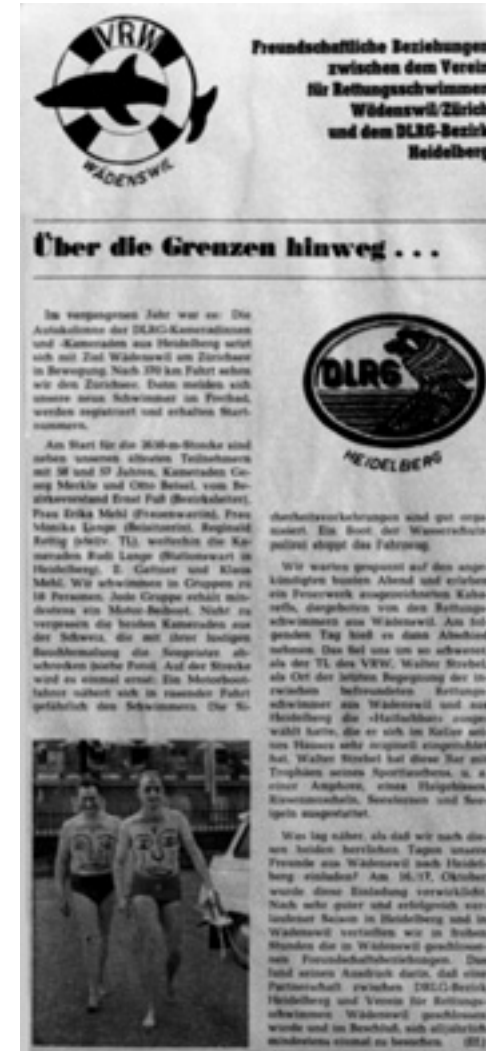 VRW
WÄDENSWIL
Freundschaftliche Beziehungen
zwischen dem Verein
für Rettungsschwimmen
Wädenswil/Zürich
und dem DLRG-Bezirk
Heidelberg
Über die Grenzen hinweg . . .
Im vergangenen Jahr war es: Die
Autokolonne der DLRG-Kameradinnen
und -Kameraden aus Heidelberg setzt
sich mit Ziel Wädenswil am Zürichsee
in Bewegung. Nach 370 km Fahrt sehen
wir den Zürichsee. Dann melden sich
unsere neun Schwimmer im Freibad,
werden registriert und erhalten Start-
nummern.
Am Start für die -m-Strecke sind
neben unseren ältesten Teilnehmern
mit 58 und 57 Jahren, Kameraden Ge-
org Merkle und Otto Beisel, vom Be-
zirksvorstand Ernst Fuß (Bezirksleiter),
Frau Erika Mehl (Frauenwartin), Frau
Monika Lange (Beisitzerin), Reginald
Rettig (stellv. TL), weiterhin die Ka-
meraden Rudi Lange (Stationswart in
Heidelberg), E. Gattner und Klaus
Mehl. Wir schwimmen in Gruppen zu
10 Personen. Jede Gruppe erhält min-
destens ein Motor-Beiboot. Nicht zu
vergessen die beiden Kameraden aus
der Schweiz, die mit ihrer lustigen
Bauchbemalung die Seegeister ab-
schrecken (siehe Foto). Auf der Strecke
wird es einmal ernst: Ein Motorboot-
fahrer nähert sich in rasender Fahrt
gefährlich den Schwimmern. Die Si-
DLRG
HEIDELBERG
cherheitsvorkehrungen sind gut orga-
nisiert. Ein Boot der Wasserschutz-
polizei stoppt das Fahrzeug.
Wir warten gespannt auf den ange-
kündigten bunten Abend und erleben
ein Feuerwerk ausgezeichneten Kaba-
retts, dargeboten von den Rettungs-
schwimmern aus Wädenswil. Am fol-
genden Tag hieß es dann Abschied
nehmen. Das fiel uns um so schwerer
als der TL des VRW, Walter Strebel,
als Ort der letzten Begegnung der in-
zwischen befreundeten Rettungs-
schwimmer aus Wädenswil und aus
Heidelberg die »Haifischbar« ausge-
wählt hatte, die er sich im Keller sei-
nes Hauses sehr originell eingerichtet
hat. Walter Strebel hat diese Bar mit
Trophäen seines Sporttauchens, u. a.
einer Amphore, eines Haigebisses,
Riesenmuscheln, Seesternen und See-
igeln ausgestattet.
Was lag näher, als daß wir nach die-
sen beiden herrlichen Tagen unsere
Freunde aus Wädenswil nach Heidel-
berg einluden? Am 16./17. Oktober
wurde diese Einladung verwirklicht.
Nach sehr guter und erfolgreich ver-
laufener Saison in Heidelberg und in
Wädenswil vertieften wir in frohen
Stunden die in Wädenswil geschlosse-
nen Freundschaftsbeziehungen. Das
fand seinen Ausdruck darin, daß eine
Partnerschaft zwischen DRLG-Bezirk
Heidelberg und Verein für Rettungs-
schwimmen Wädenswil geschlossen
wurde und im Beschluß, sich alljährlich
mindestens einmal zu besuchen.